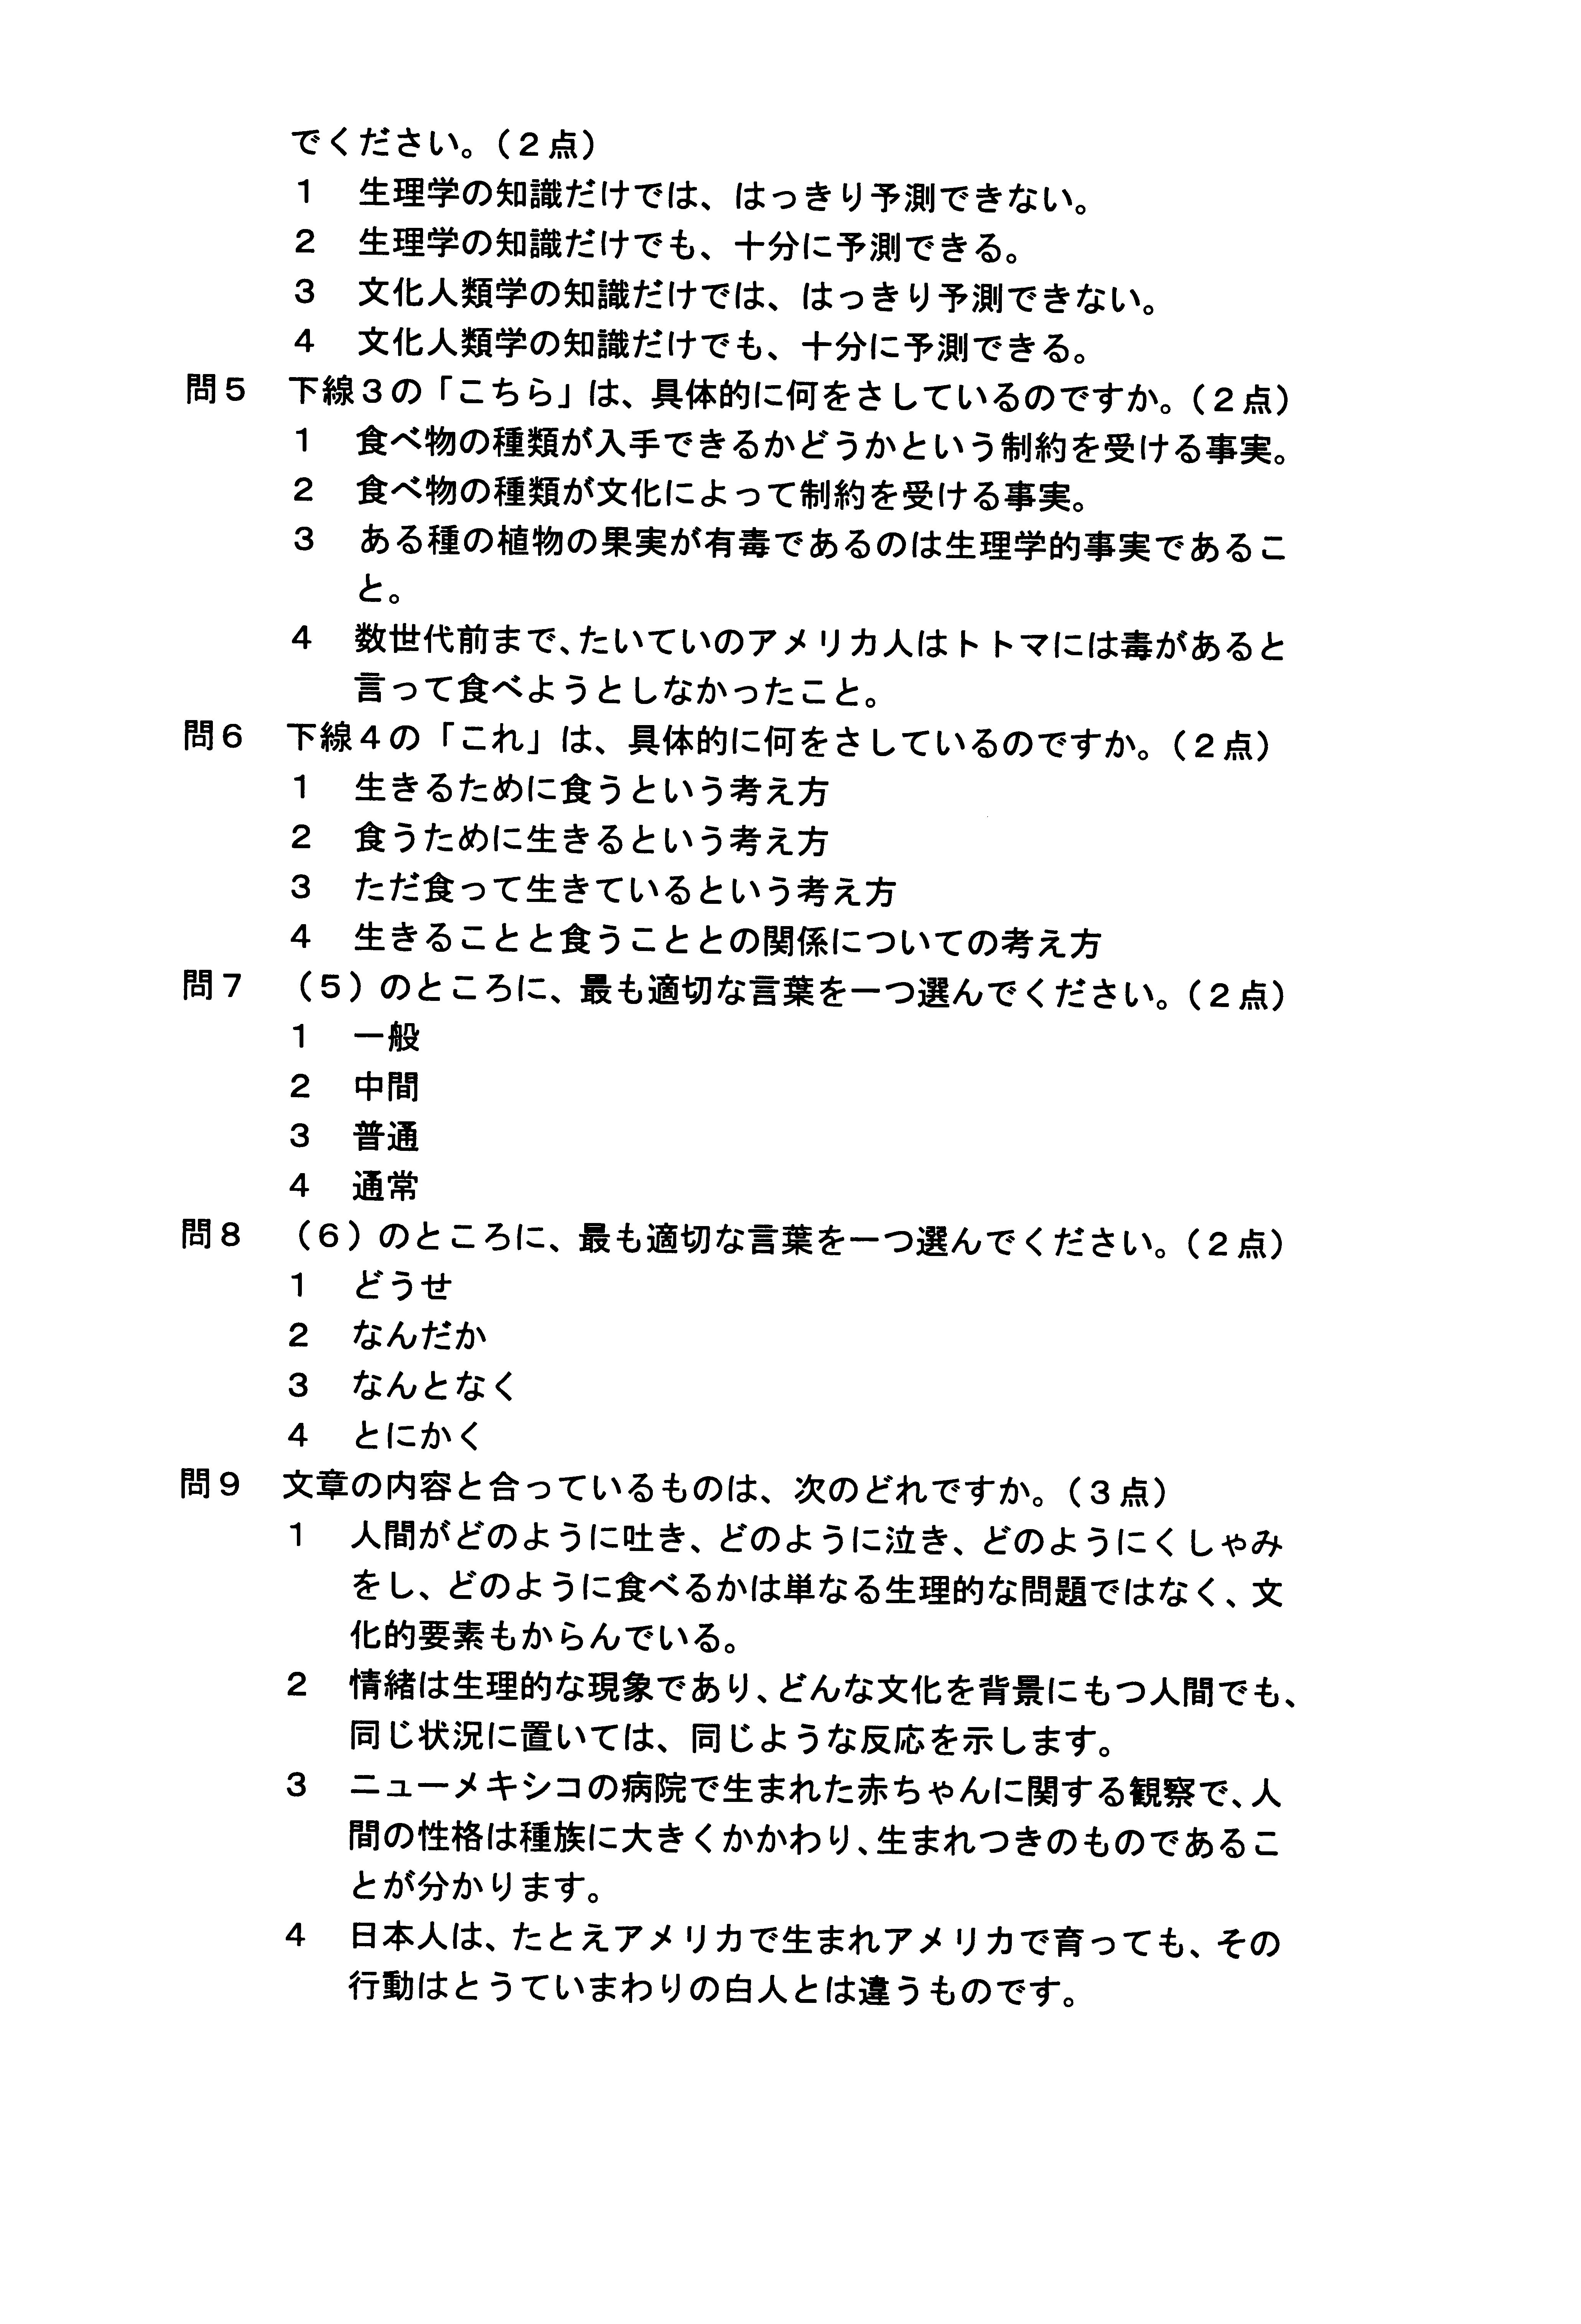 でください。（２点）
１　生理学の知識だけでは、はっきり予測できない。
２　生理学の知識だけでも、十分に予測できる。
３　文化人類学の知識だけでは、はっきり予測できない。
４　文化人類学の知識だけでも、十分に予測できる。
問５　下線３の「こちら」は、具体的に何をさしているのですか。（２点）
１　食べ物の種類が入手できるかどうかという制約を受ける事実。
２　食べ物の種類が文化によって制約を受ける事実。
３　ある種の植物の果実が有毒であるのは生理学的事実であるこ
と。
４　数世代前まで、たいていのアメリカ人はトトマには毒があると
言って食べようとしなかったこと。
問６　下線４の「これ」は、具体的に何をさしているのですか。（２点）
１　生きるために食うという考え方
２　食うために生きるという考え方
３　ただ食って生きているという考え方
４　生きることと食うこととの関係についての考え方
問７　（５）のところに、最も適切な言葉を一つ選んでください。（２点）
１　一般
２　中間
３　普通
４　通常
問８　（６）のところに、最も適切な言葉を一つ選んでください。（２点）
１　どうせ
２　なんだか
３　なんとなく
４　とにかく
問９　文章の内容と合っているものは、次のどれですか。（３点）
１　人間がどのように吐き、どのように泣き、どのようにくしゃみ
をし、どのように食べるかは単なる生理的な問題ではなく、文
化的要素もからんでいる。
２　情緒は生理的な現象であり、どんな文化を背景にもつ人間でも、
同じ状況に置いては、同じような反応を示します。
３　ニューメキシコの病院で生まれた赤ちゃんに関する観察で、人
間の性格は種族に大きくかかわり、生まれつきのものであるこ
とが分かります。
４　日本人は、たとえアメリカで生まれアメリカで育っても、その
行動はとうていまわりの白人とは違うものです。